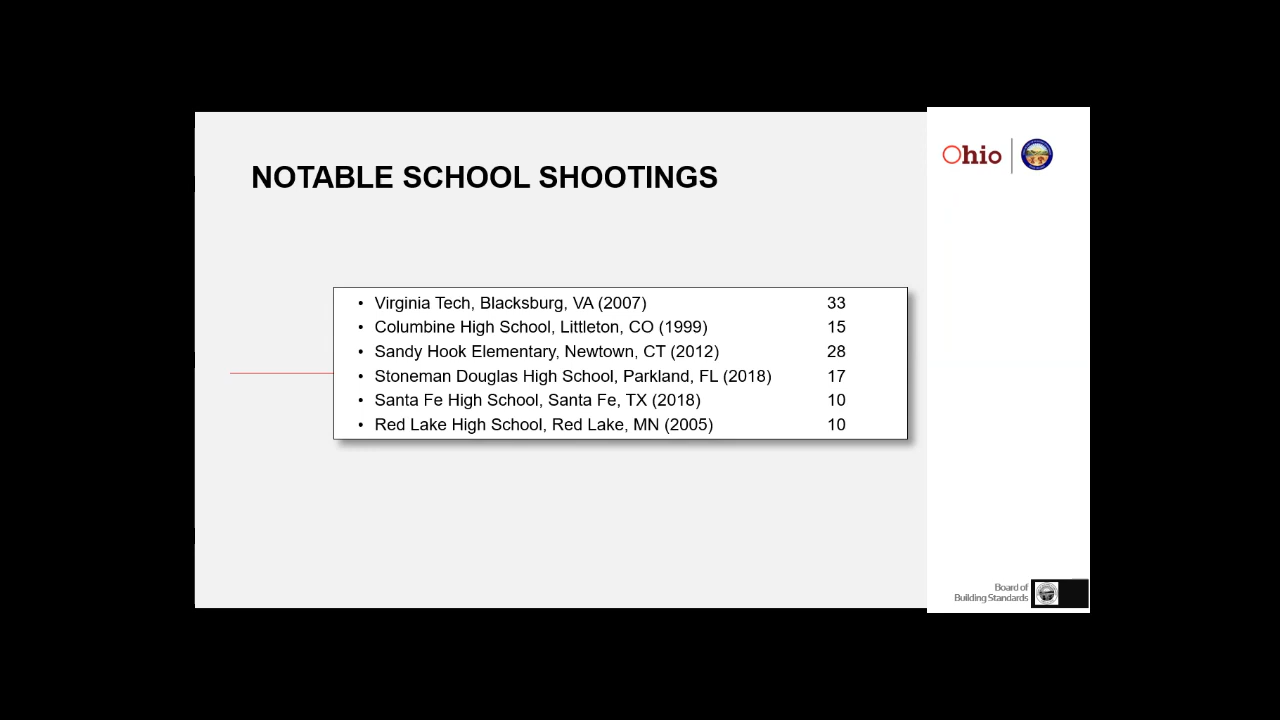 NOTABLE SCHOOL SHOOTINGS
Ohio
• Virginia Tech, Blacksburg, VA (2007) 33
• Columbine High School, Littleton, CO (1999) 15
• Sandy Hook Elementary, Newtown, CT (2012) 28
• Stoneman Douglas High School, Parkland, FL (2018) 17
• Santa Fe High School, Santa Fe, TX (2018) 10
• Red Lake High School, Red Lake, MN (2005) 10
Board of
Building Standards